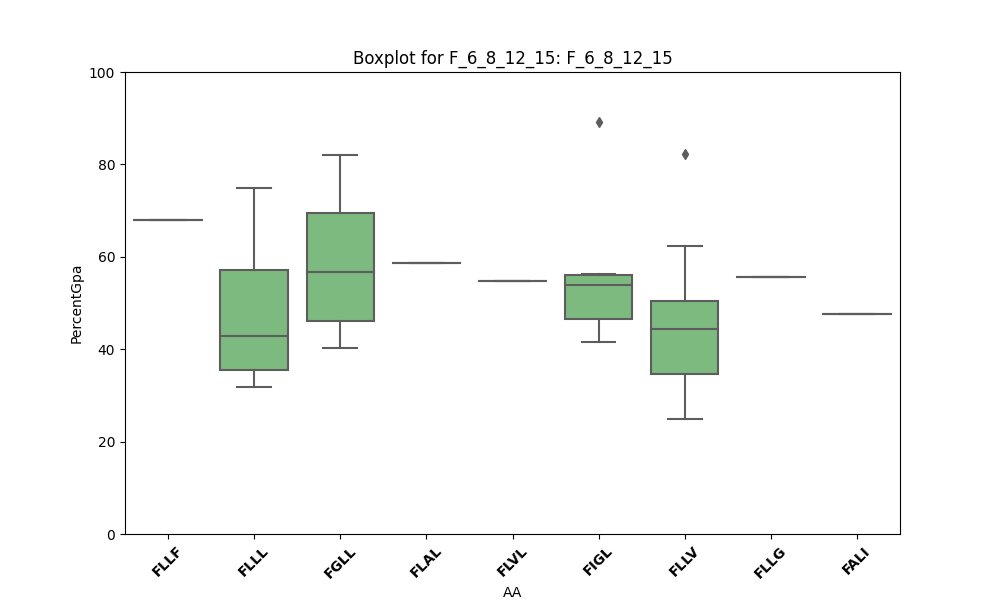 Boxplot for F_6_8_12_15: F_6_8_12_15
100
80
60
40
20
0
PercentGpa
FLLF
FLLL
FGLL
FLAL
FLVL
FIGL
FLLV
FLLG
FALI
AA